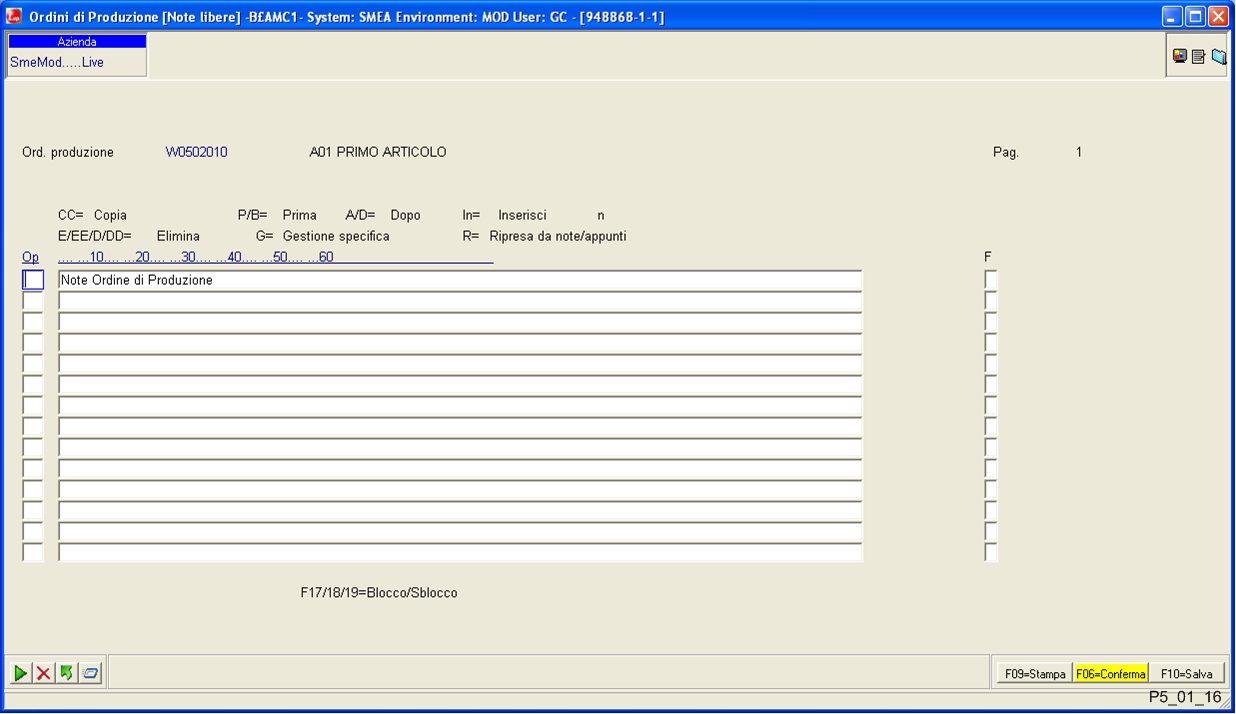 Ordini di Produzione [Note libere] -B£AMC1- System: SMEA Environment: MOD User: GC - [948868-1-1]
Azienda
SmeMod.....Live
Ord. produzione W0502010 A01 PRIMO ARTICOLO Pag. 1
CC= Copia P/B= Prima A/D= Dopo In= Inserisci n
E/EE/D/DD= Elimina G= Gestione specifica R= Ripresa da note/appunti
Op .... ...10.... ...20.... ...30.... ...40.... ...50.... ...60 F
Note Ordine di Produzione
F17/18/19=Blocco/Sblocco
F09=Stampa F06=Conferma F10=Salva
P5_01_16